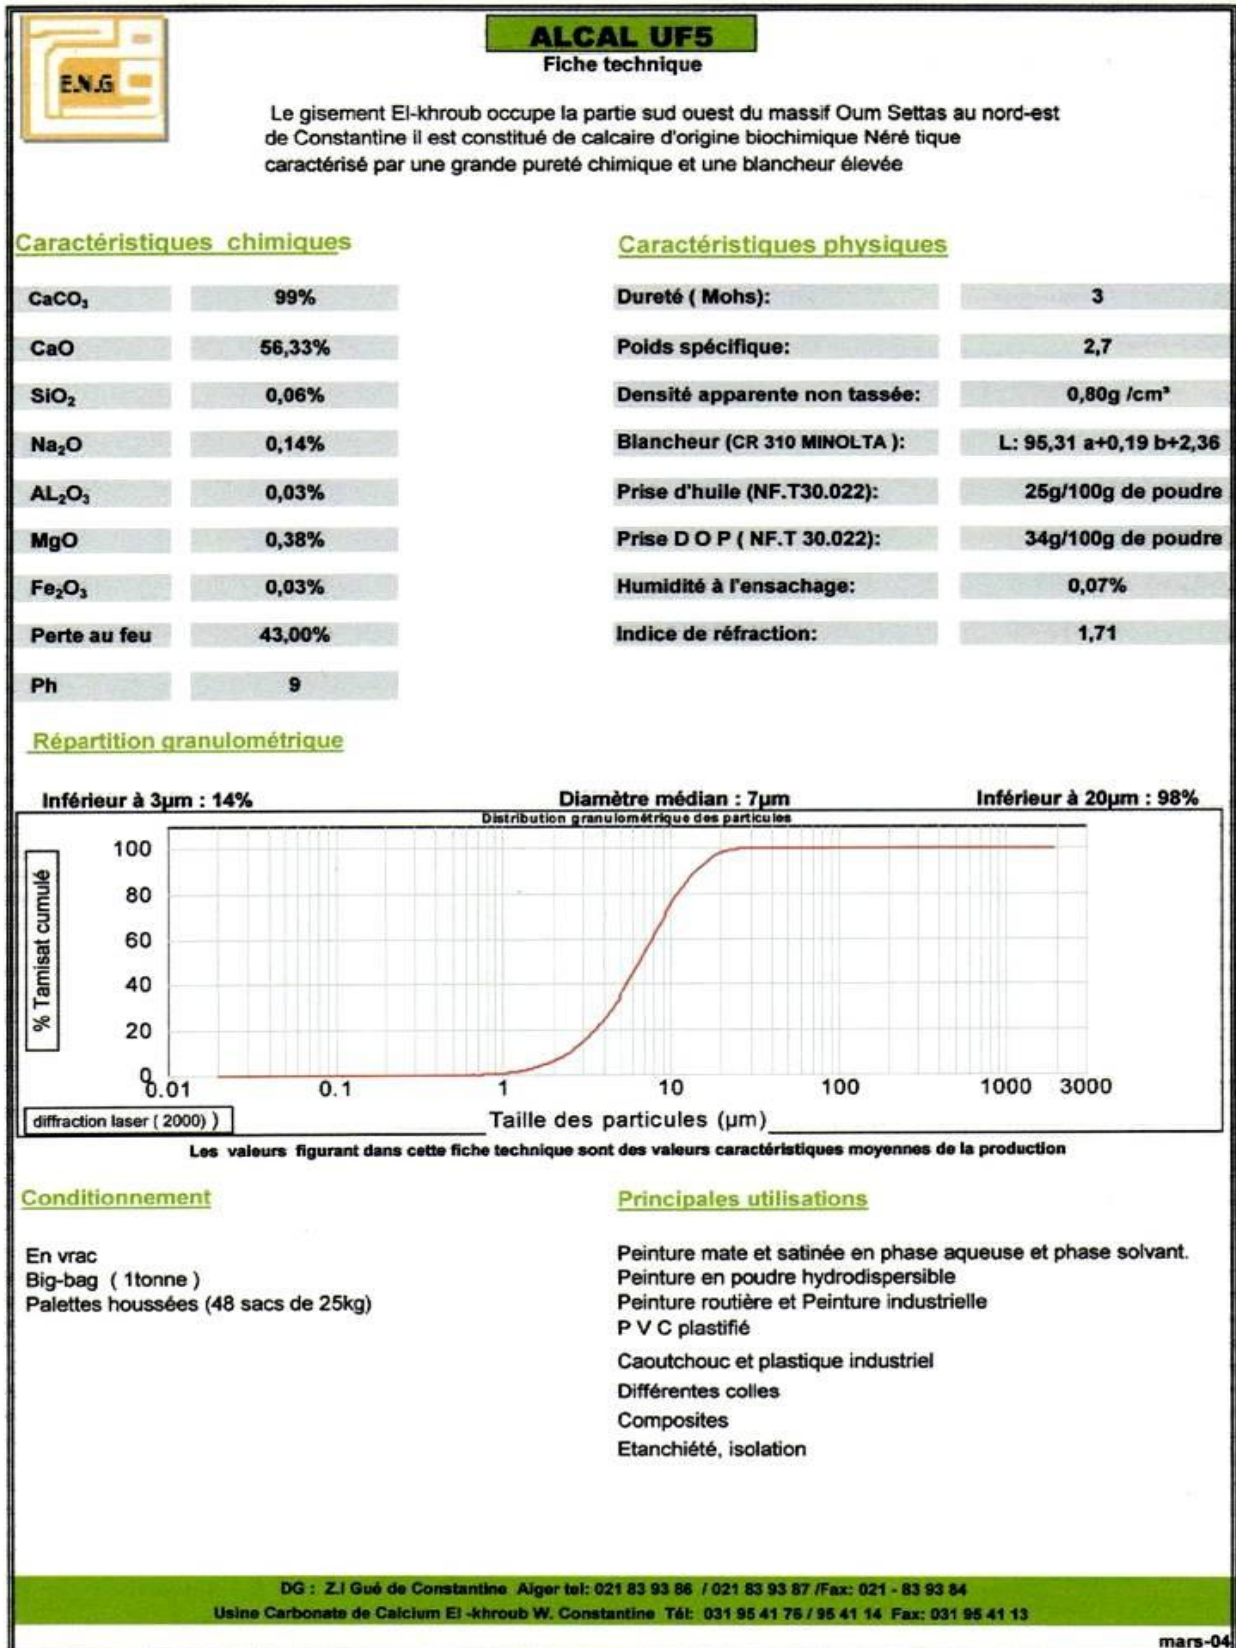 E.N.G
ALCAL UF5
Fiche technique
Le gisement El-khroub occupe la partie sud ouest du massif Oum Settas au nord-est
de Constantine il est constitué de calcaire d'origine biochimique Néré tique
caractérisé par une grande pureté chimique et une blancheur élevée
Caractéristiques chimiques
CaCO₃ 99%
CaO 56,33%
SiO₂ 0,06%
Na₂O 0,14%
AL₂O₃ 0,03%
MgO 0,38%
Fe₂O₃ 0,03%
Perte au feu 43,00%
Ph 9
Caractéristiques physiques
Dureté ( Mohs): 3
Poids spécifique: 2,7
Densité apparente non tassée: 0,80g /cm³
Blancheur (CR 310 MINOLTA ): L: 95,31 a+0,19 b+2,36
Prise d'huile (NF.T30.022): 25g/100g de poudre
Prise D O P ( NF.T 30.022): 34g/100g de poudre
Humidité à l'ensachage: 0,07%
Indice de réfraction: 1,71
Répartition granulométrique
Inférieur à 3µm : 14% Diamètre médian : 7µm Inférieur à 20µm : 98%
Distribution granulométrique des particules
% Tamisat cumulé
100
80
60
40
20
0
0.01 0.1 1 10 100 1000 3000
diffraction laser ( 2000) )
Taille des particules (µm)
Les valeurs figurant dans cette fiche technique sont des valeurs caractéristiques moyennes de la production
Conditionnement
En vrac
Big-bag ( 1tonne )
Palettes houssées (48 sacs de 25kg)
Principales utilisations
Peinture mate et satinée en phase aqueuse et phase solvant.
Peinture en poudre hydrodispersible
Peinture routière et Peinture industrielle
P V C plastifié
Caoutchouc et plastique industriel
Différentes colles
Composites
Etanchiété, isolation
DG : Z.I Gué de Constantine Alger tel: 021 83 93 86 / 021 83 93 87 /Fax: 021 - 83 93 84
Usine Carbonate de Calcium El -khroub W. Constantine Tél: 031 95 41 76 / 95 41 14 Fax: 031 95 41 13
mars-04